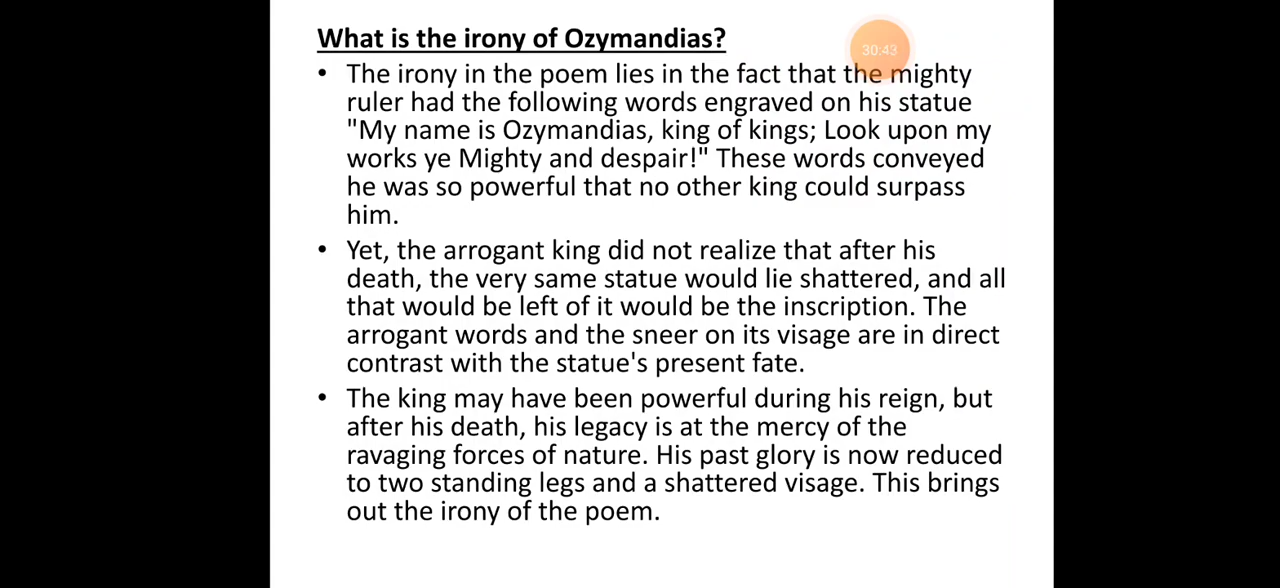 What is the irony of Ozymandias?
30:43
• The irony in the poem lies in the fact that the mighty
ruler had the following words engraved on his statue
"My name is Ozymandias, king of kings; Look upon my
works ye Mighty and despair!" These words conveyed
he was so powerful that no other king could surpass
him.
• Yet, the arrogant king did not realize that after his
death, the very same statue would lie shattered, and all
that would be left of it would be the inscription. The
arrogant words and the sneer on its visage are in direct
contrast with the statue's present fate.
• The king may have been powerful during his reign, but
after his death, his legacy is at the mercy of the
ravaging forces of nature. His past glory is now reduced
to two standing legs and a shattered visage. This brings
out the irony of the poem.